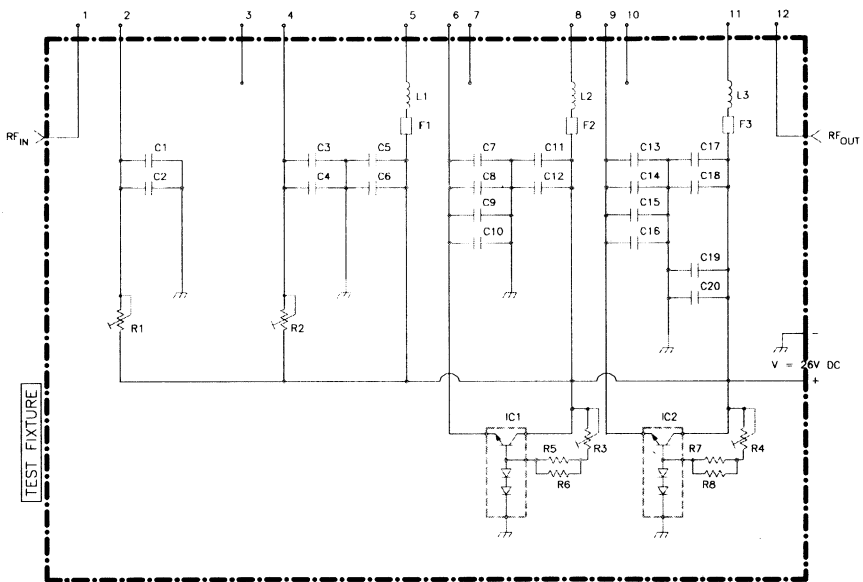 1 2 3 4 5 6 7 8 9 10 11 12
L1 L2 L3
F1 F2 F3
RF IN
RF OUT
C1 C3 C5 C7 C11 C13 C17
C2 C4 C6 C8 C12 C14 C18
C9 C15
C10 C16
C19
C20
R1 R2
−
V = 26V DC
+
TEST FIXTURE
IC1 IC2
R5 R3 R7 R4
R6 R8